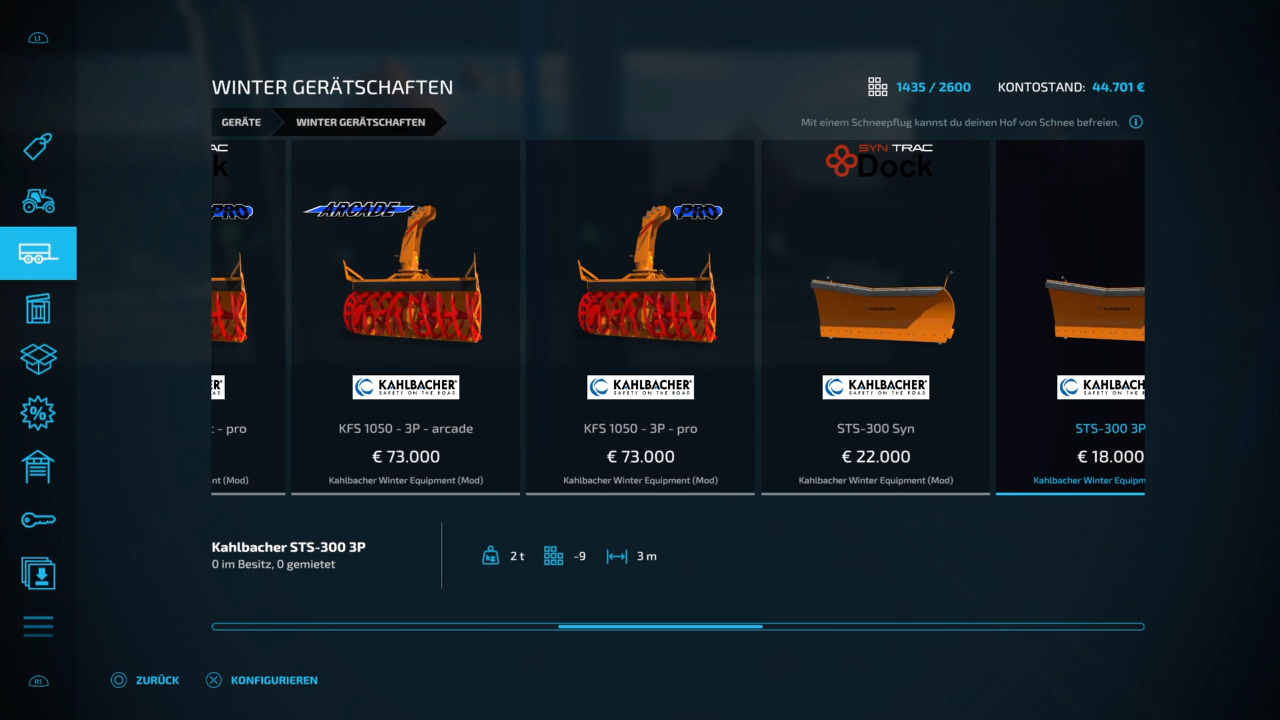 L1
WINTER GERÄTSCHAFTEN
1435 / 2600
KONTOSTAND: 44.701 €
GERÄTE
WINTER GERÄTSCHAFTEN
Mit einem Schneepflug kannst du deinen Hof von Schnee befreien.
AC
k
PRO
R
- pro
t (Mod)
ARCADE
KAHLBACHER
SAFETY ON THE ROAD
KFS 1050 - 3P - arcade
€ 73.000
Kahlbacher Winter Equipment (Mod)
PRO
KAHLBACHER
SAFETY ON THE ROAD
KFS 1050 - 3P - pro
€ 73.000
Kahlbacher Winter Equipment (Mod)
SYN TRAC
Dock
KAHLBACHER
SAFETY ON THE ROAD
STS-300 Syn
€ 22.000
Kahlbacher Winter Equipment (Mod)
KAHLBACH
SAFETY ON THE R
STS-300 3P
€ 18.000
Kahlbacher Winter Equipm
Kahlbacher STS-300 3P
0 im Besitz, 0 gemietet
kg 2 t
-9
3 m
ZURÜCK
KONFIGURIEREN
R1